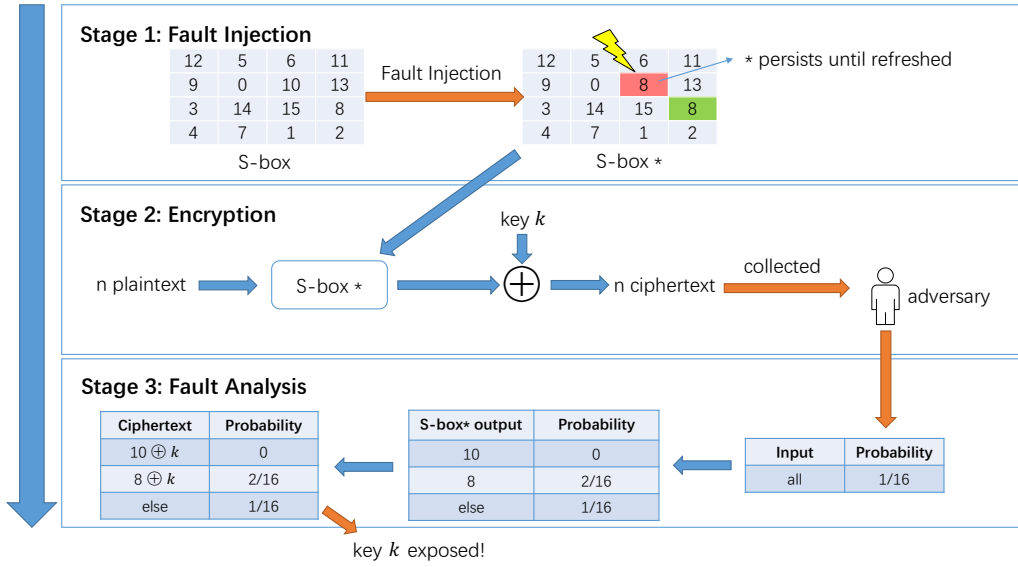 Stage 1: Fault Injection
12 5 6 11
9 0 10 13
3 14 15 8
4 7 1 2
S-box
Fault Injection
12 5 6 11
9 0 8 13
3 14 15 8
4 7 1 2
S-box *
* persists until refreshed
Stage 2: Encryption
key k
n plaintext
S-box *
n ciphertext
collected
adversary
Stage 3: Fault Analysis
Ciphertext Probability
10 ⊕ k 0
8 ⊕ k 2/16
else 1/16
S-box* output Probability
10 0
8 2/16
else 1/16
Input Probability
all 1/16
key k exposed!